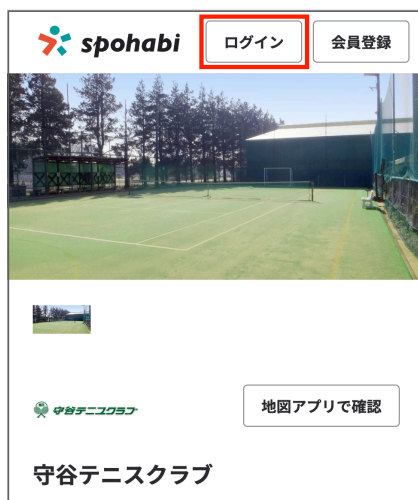 spohabi
ログイン
会員登録
守谷テニスクラブ
地図アプリで確認
守谷テニスクラブ